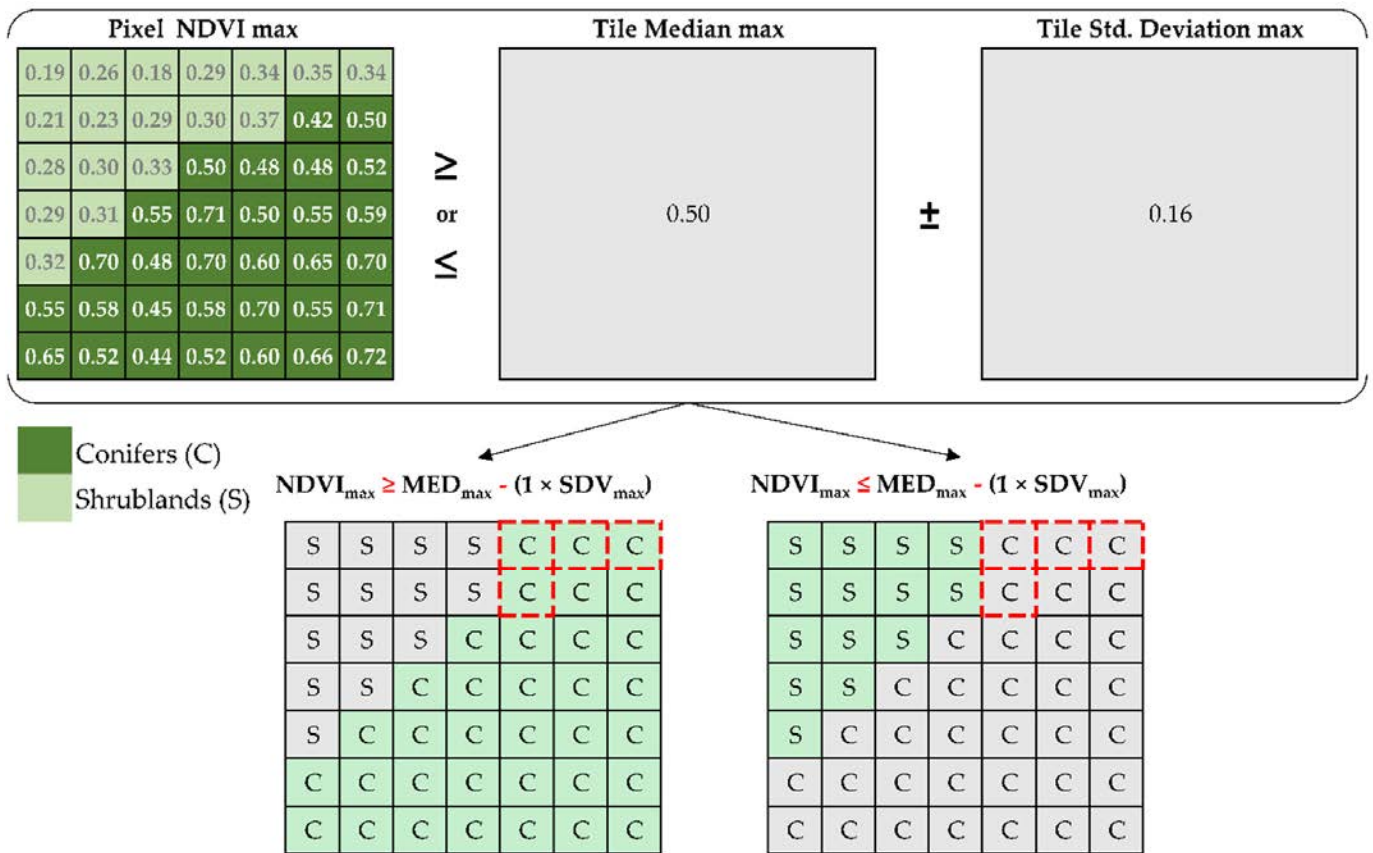 Pixel NDVI max
Tile Median max
Tile Std. Deviation max
0.19 0.26 0.18 0.29 0.34 0.35 0.34
0.21 0.23 0.29 0.30 0.37 0.42 0.50
0.28 0.30 0.33 0.50 0.48 0.48 0.52
0.29 0.31 0.55 0.71 0.50 0.55 0.59
0.32 0.70 0.48 0.70 0.60 0.65 0.70
0.55 0.58 0.45 0.58 0.70 0.55 0.71
0.65 0.52 0.44 0.52 0.60 0.66 0.72
≥
or
≤
0.50
±
0.16
Conifers (C)
Shrublands (S)
NDVImax ≥ MEDmax - (1 × SDVmax)
S S S S C C C
S S S S C C C
S S S C C C C
S S C C C C C
S C C C C C C
C C C C C C C
C C C C C C C
NDVImax ≤ MEDmax - (1 × SDVmax)
S S S S C C C
S S S S C C C
S S S C C C C
S S C C C C C
S C C C C C C
C C C C C C C
C C C C C C C